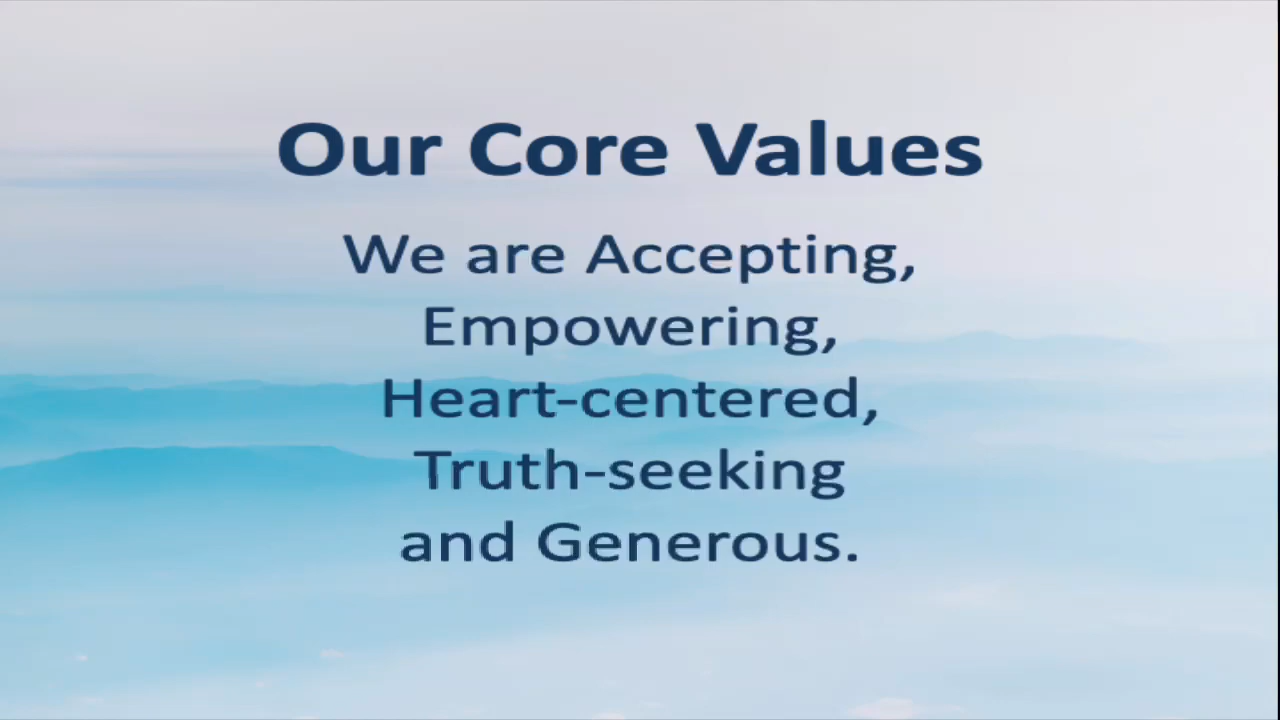 Our Core Values
We are Accepting,
Empowering,
Heart-centered,
Truth-seeking
and Generous.